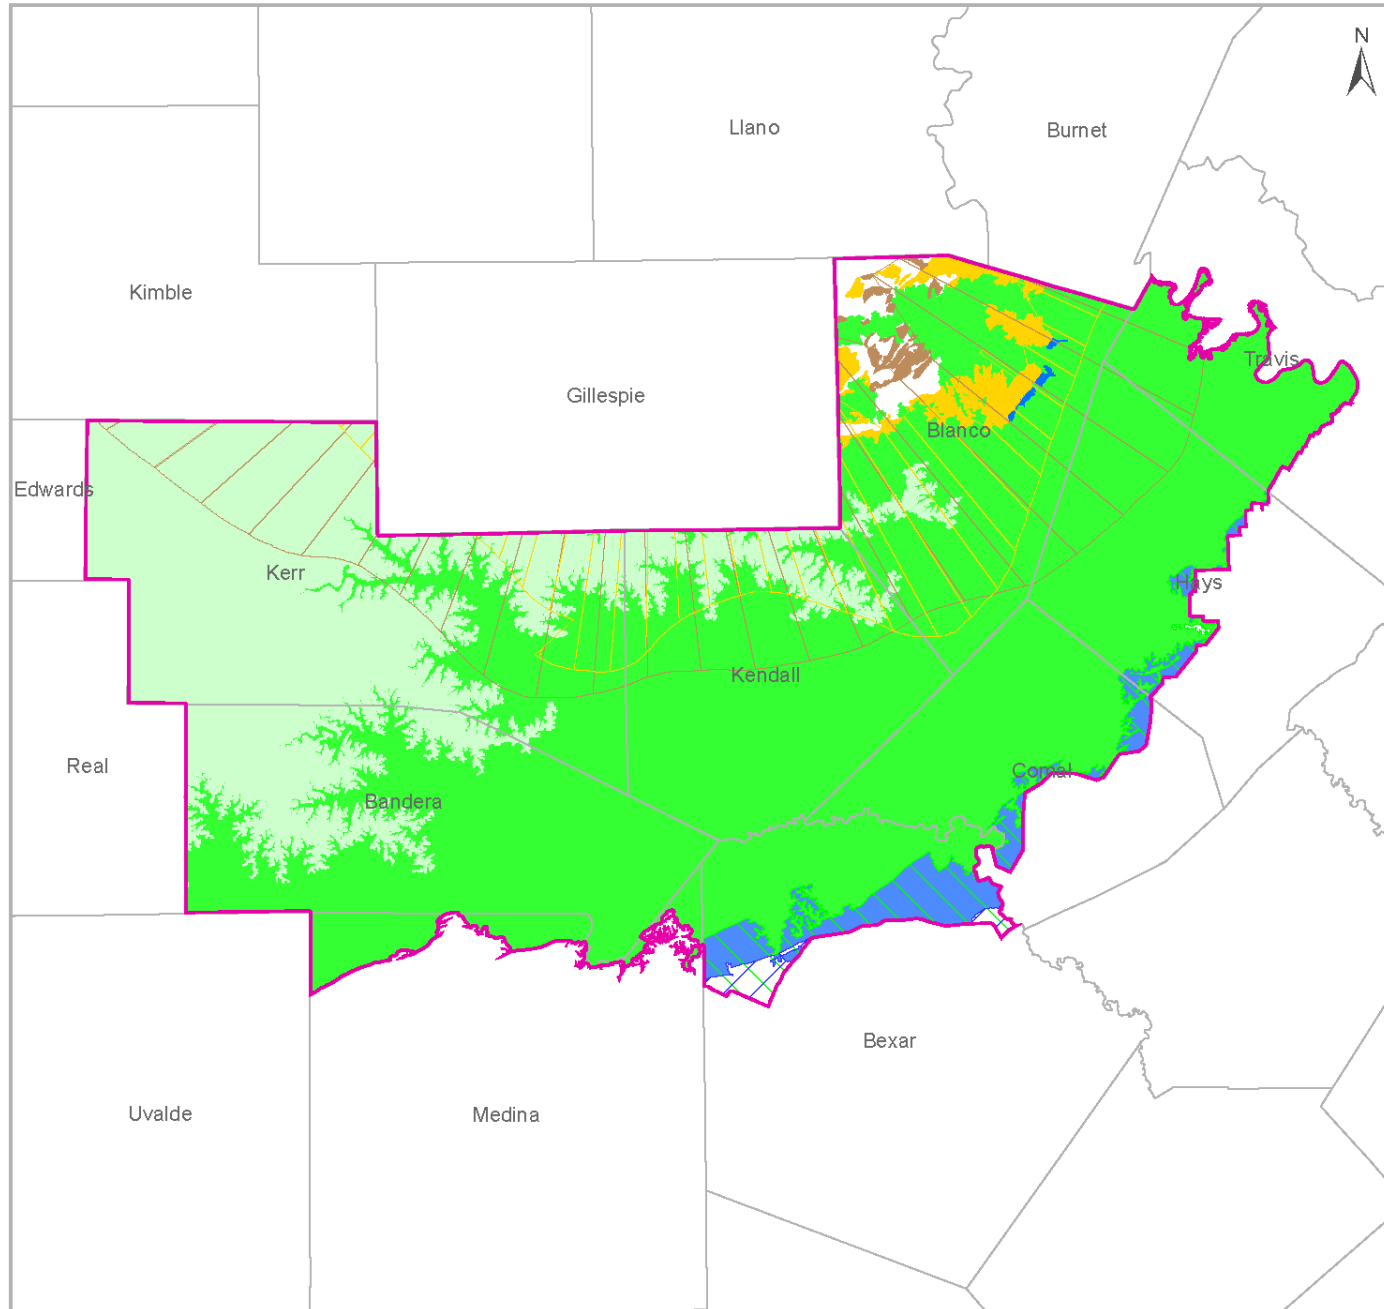 N
Llano
Burnet
Kimble
Travis
Gillespie
Blanco
Edwards
Kerr
Hays
Kendall
Real
Comal
Bandera
Bexar
Uvalde
Medina